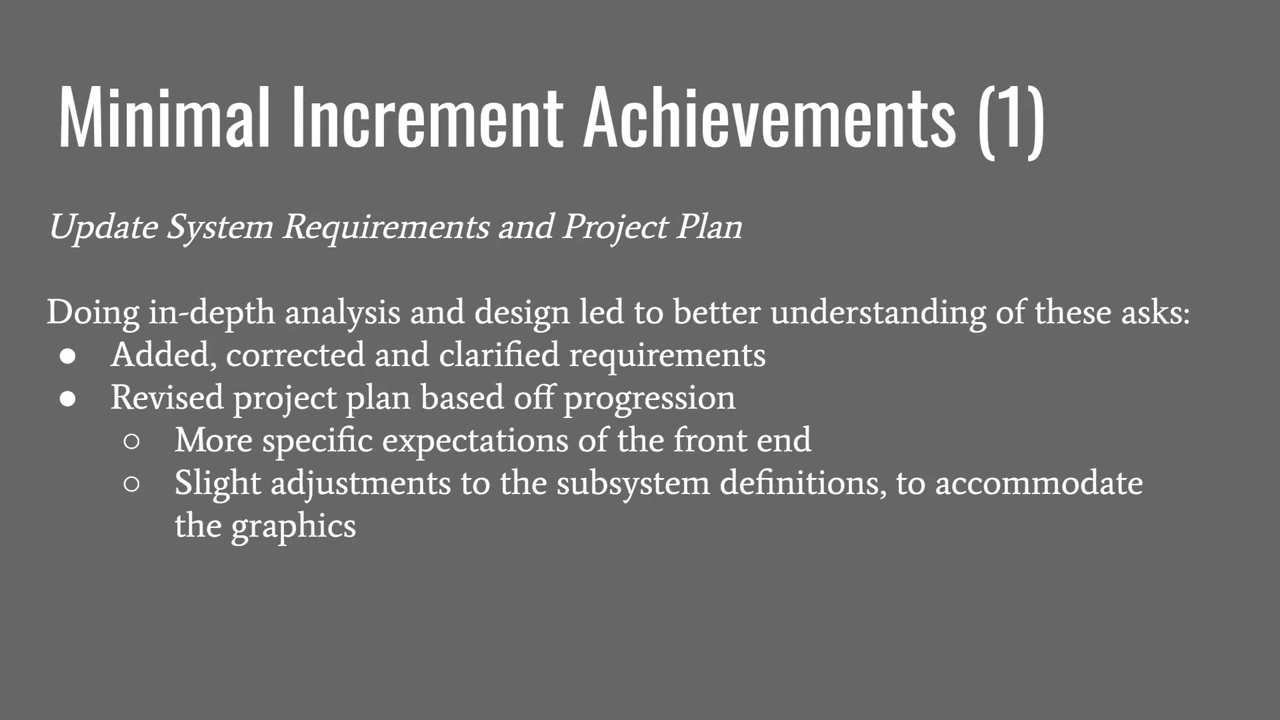 Minimal Increment Achievements (1)
Update System Requirements and Project Plan
Doing in-depth analysis and design led to better understanding of these asks:
● Added, corrected and clarified requirements
● Revised project plan based off progression
○ More specific expectations of the front end
○ Slight adjustments to the subsystem definitions, to accommodate
the graphics